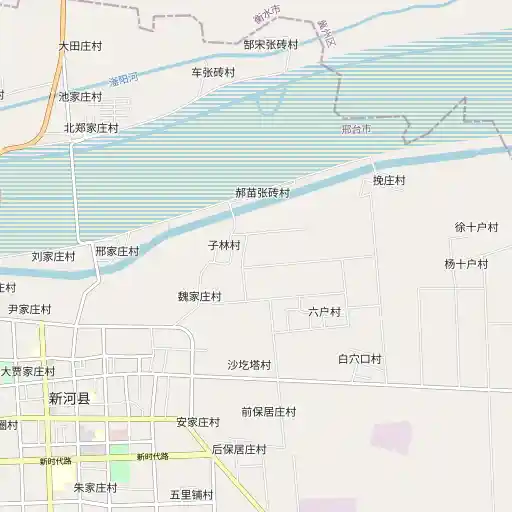 衡水市
冀州区
大田庄村
郜宋张砖村
滏阳河
车张砖村
村
池家庄村
北郑家庄村
邢台市
挽庄村
郝苗张砖村
徐十户村
邢家庄村
子林村
刘家庄村
杨十户村
庄村
魏家庄村
尹家庄村
六户村
白穴口村
沙圪塔村
大贾家庄村
新河县
前保居庄村
安家庄村
圈村
后保居庄村
新时代路
新时代路
朱家庄村
五里铺村